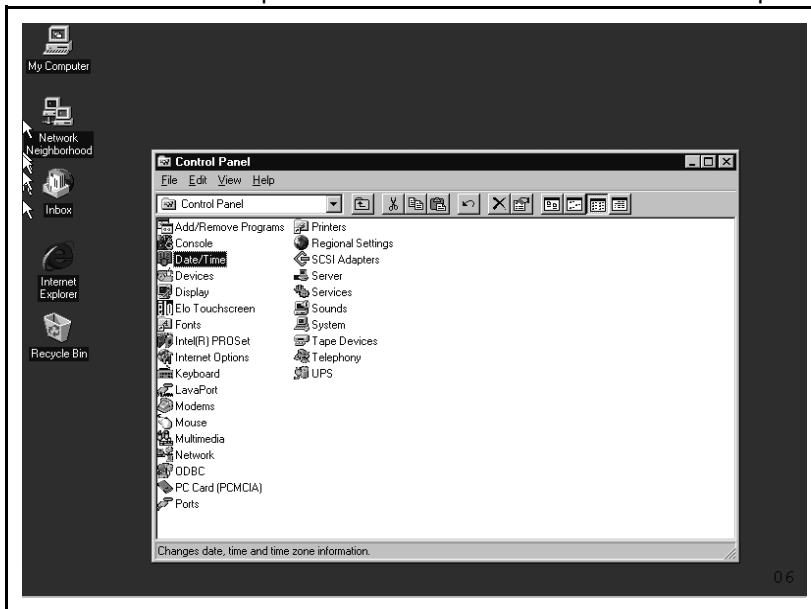 My Computer
Network
Neighborhood
Inbox
Internet
Explorer
Recycle Bin
Control Panel
File Edit View Help
Control Panel
Add/Remove Programs
Console
Date/Time
Devices
Display
Elo Touchscreen
Fonts
Intel(R) PROSet
Internet Options
Keyboard
LavaPort
Modems
Mouse
Multimedia
Network
ODBC
PC Card (PCMCIA)
Ports
Printers
Regional Settings
SCSI Adapters
Server
Services
Sounds
System
Tape Devices
Telephony
UPS
Changes date, time and time zone information.
06